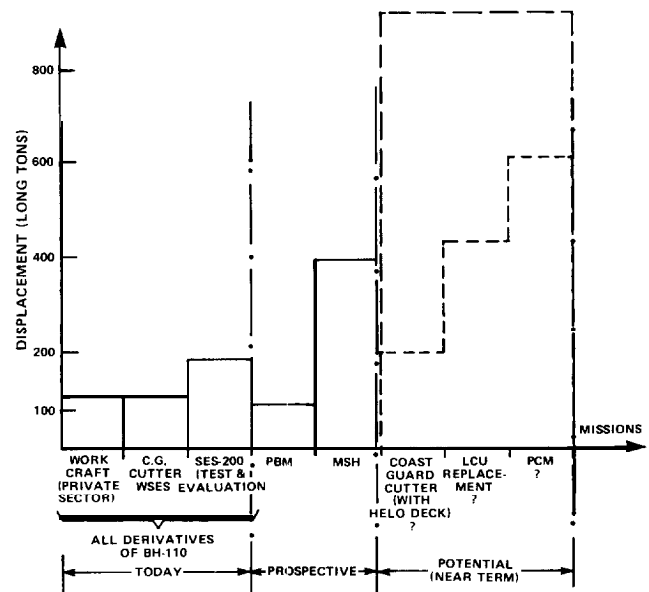 800
600
400
200
100
DISPLACEMENT (LONG TONS)
MISSIONS
WORK
CRAFT
(PRIVATE
SECTOR)
C.G.
CUTTER
WSES
SES-200
(TEST &
EVALUATION
PBM
MSH
COAST
GUARD
CUTTER
(WITH
HELO DECK)
?
LCU
REPLACE-
MENT
?
PCM
?
ALL DERIVATIVES
OF BH-110
TODAY
PROSPECTIVE
POTENTIAL
(NEAR TERM)